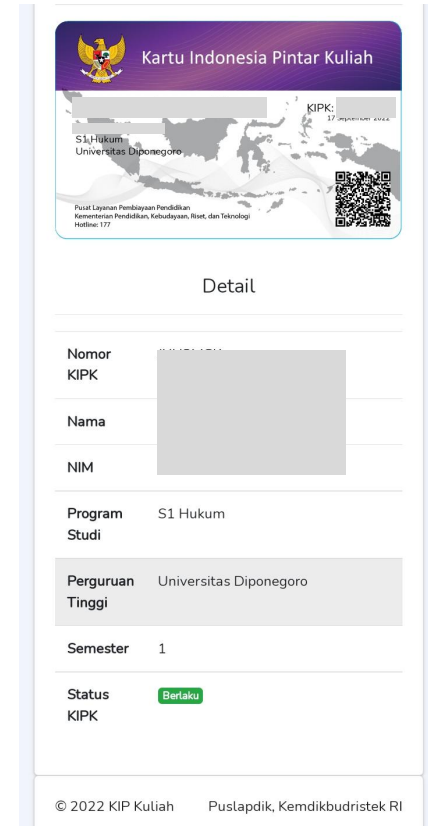 Kartu Indonesia Pintar Kuliah
KIPK:
17 September 2022
S1 Hukum
Universitas Diponegoro
Pusat Layanan Pembiayaan Pendidikan
Kementerian Pendidikan, Kebudayaan, Riset, dan Teknologi
Hotline: 177
Detail
Nomor
KIPK
Nama
NIM
Program S1 Hukum
Studi
Perguruan Universitas Diponegoro
Tinggi
Semester 1
Status Berlaku
KIPK
© 2022 KIP Kuliah Puslapdik, Kemdikbudristek RI